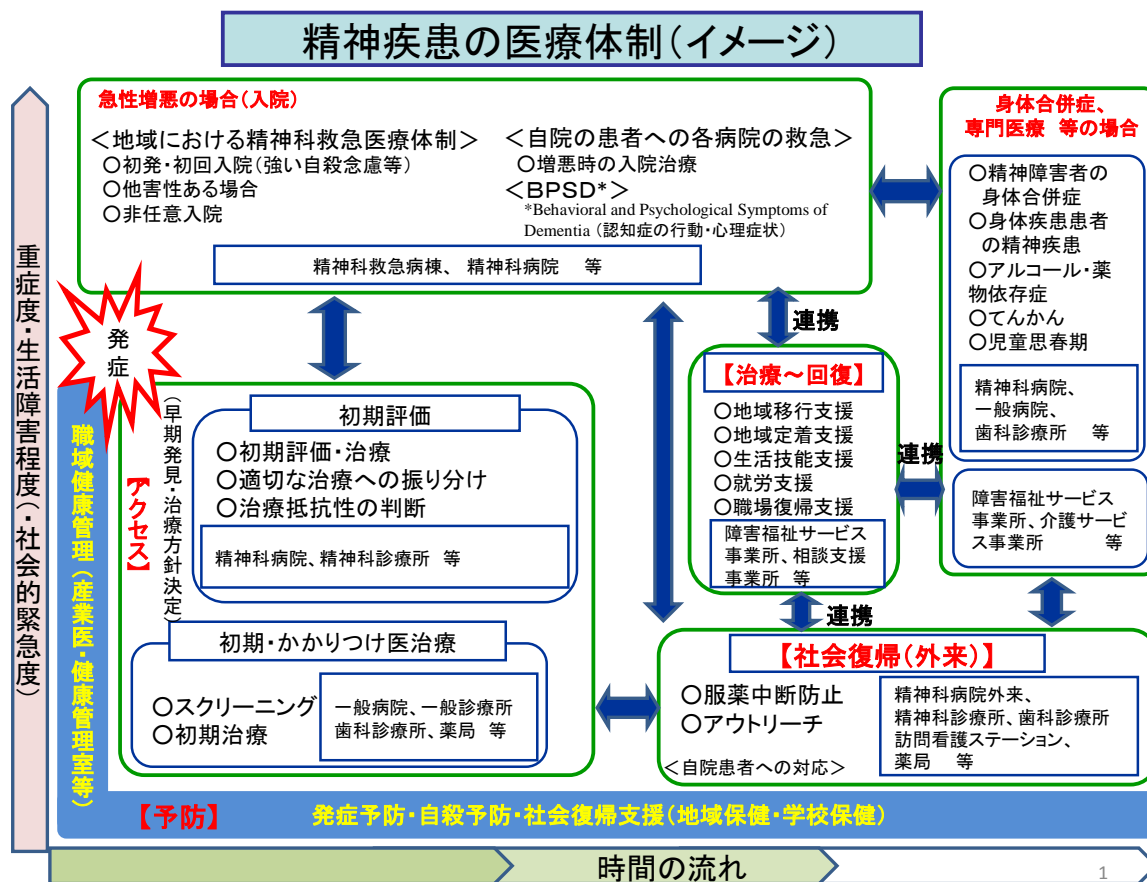 精神疾患の医療体制（イメージ）
急性増悪の場合（入院）
＜地域における精神科救急医療体制＞
○初発・初回入院（強い自殺念慮等）
○他害性ある場合
○非任意入院
＜自院の患者への各病院の救急＞
○増悪時の入院治療
＜BPSD*＞
*Behavioral and Psychological Symptoms of
Dementia（認知症の行動・心理症状）
精神科救急病棟、精神科病院　等
身体合併症、
専門医療 等の場合
○精神障害者の
身体合併症
○身体疾患患者
の精神疾患
○アルコール・薬
物依存症
○てんかん
○児童思春期
精神科病院、
一般病院、
歯科診療所　等
障害福祉サービス
事業所、介護サービ
ス事業所　　等
重症度・生活障害程度（・社会的緊急度）
発
症
連携
【治療～回復】
○地域移行支援
○地域定着支援
○生活技能支援
○就労支援
○職場復帰支援
障害福祉サービス
事業所、相談支援
事業所　等
連携
連携
職域健康管理（産業医・健康管理室等）
【アクセス】
（早期発見・治療方針決定）
初期評価
○初期評価・治療
○適切な治療への振り分け
○治療抵抗性の判断
精神科病院、精神科診療所　等
初期・かかりつけ医治療
○スクリーニング
○初期治療
一般病院、一般診療所
歯科診療所、薬局　等
【社会復帰（外来）】
○服薬中断防止
○アウトリーチ
＜自院患者への対応＞
精神科病院外来、
精神科診療所、歯科診療所
訪問看護ステーション、
薬局　等
【予防】
発症予防・自殺予防・社会復帰支援（地域保健・学校保健）
時間の流れ
1